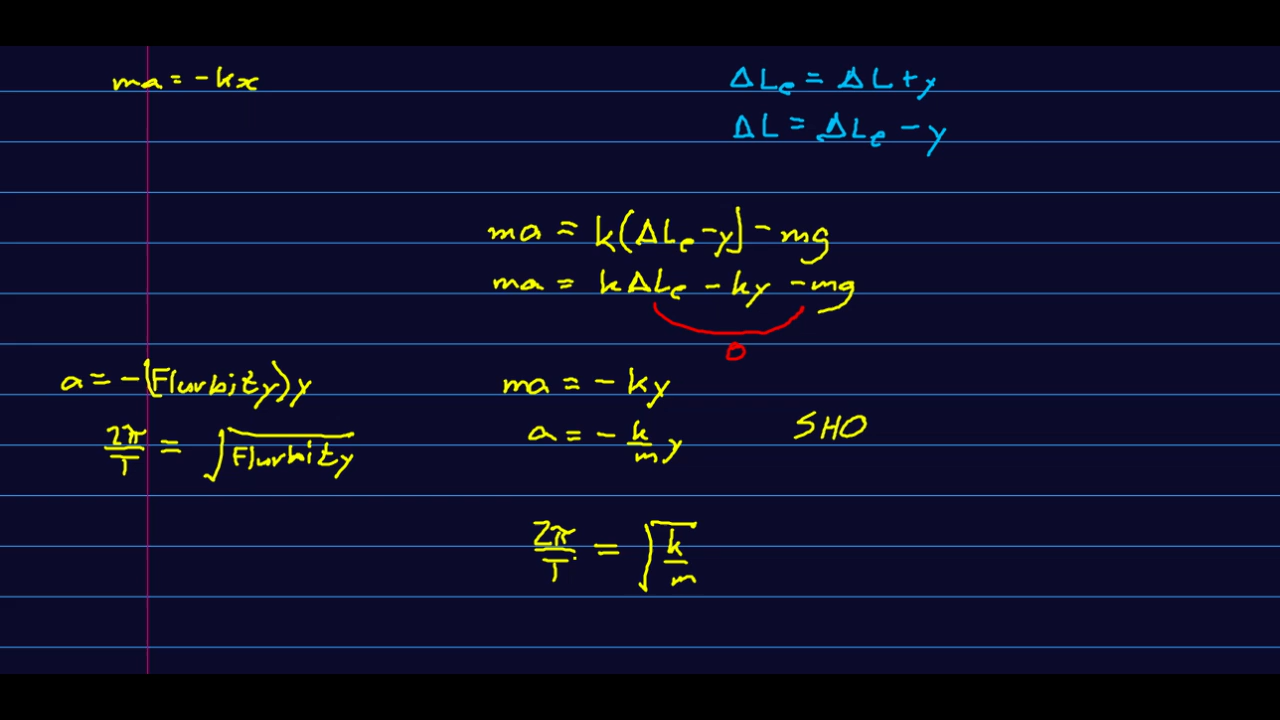 ma = -kx
ΔLe = ΔL + y
ΔL = ΔLe - y
ma = k(ΔLe - y) - mg
ma = kΔLe - ky - mg
0
a = -(Flurbity)y
2π/T = √Flurbity
ma = - ky
a = - k/m y
SHO
2π/T = √k/m